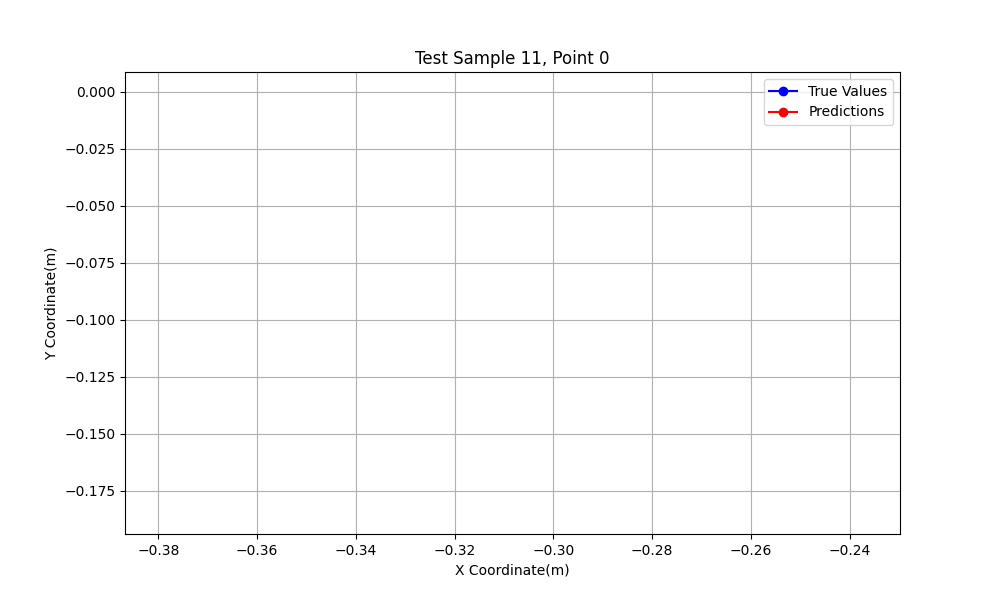 Test Sample 11, Point 0
True Values
Predictions
0.000
−0.025
−0.050
−0.075
−0.100
−0.125
−0.150
−0.175
Y Coordinate(m)
−0.38 −0.36 −0.34 −0.32 −0.30 −0.28 −0.26 −0.24
X Coordinate(m)